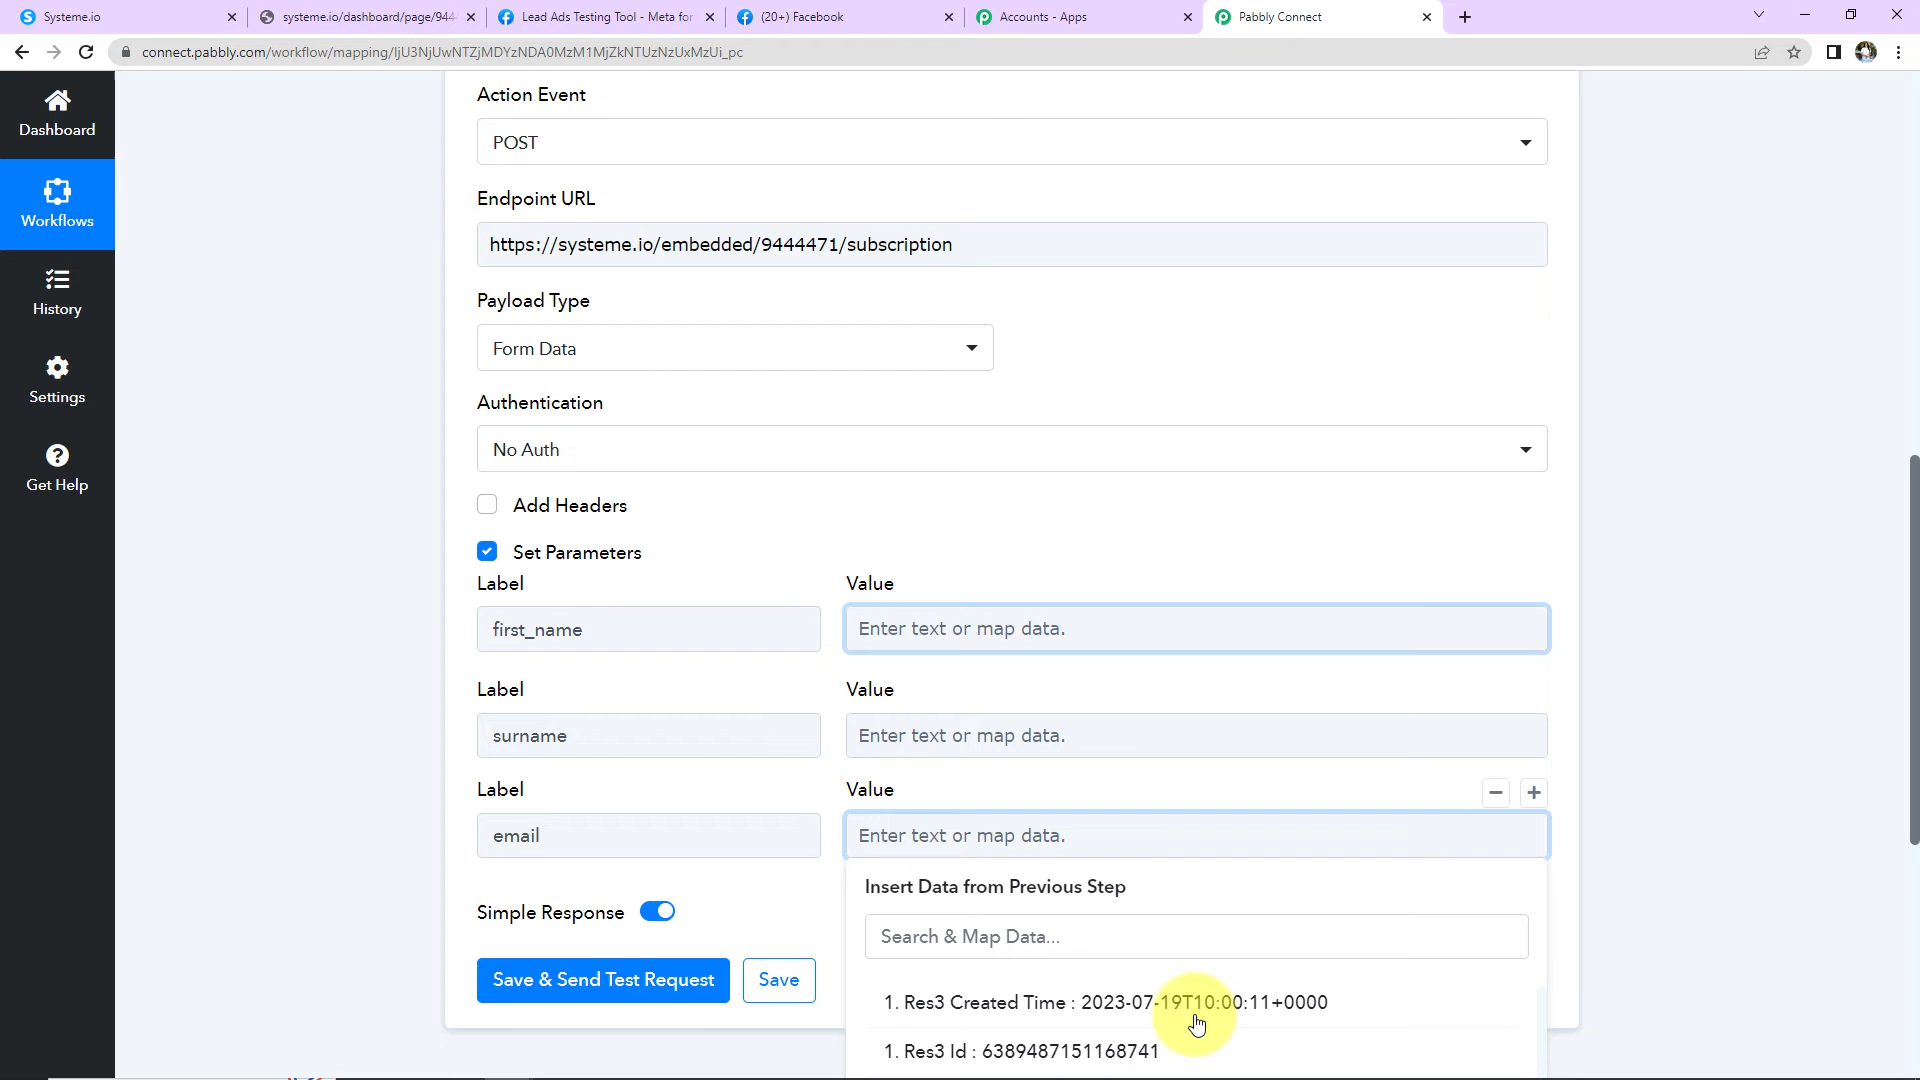 Systeme.io
systeme.io/dashboard/page/944
Lead Ads Testing Tool - Meta for
(20+) Facebook
Accounts - Apps
Pabbly Connect
connect.pabbly.com/workflow/mapping/IjU3NjUwNTZjMDYzNDA0MzM1MjZkNTUzNzUxMzUi_pc
Dashboard
Workflows
History
Settings
Get Help
Action Event
POST
Endpoint URL
https://systeme.io/embedded/9444471/subscription
Payload Type
Form Data
Authentication
No Auth
Add Headers
Set Parameters
Label Value
first_name Enter text or map data.
Label Value
surname Enter text or map data.
Label Value
email Enter text or map data.
Insert Data from Previous Step
Simple Response
Search & Map Data...
Save & Send Test Request Save
1. Res3 Created Time : 2023-07-19T10:00:11+0000
1. Res3 Id : 6389487151168741